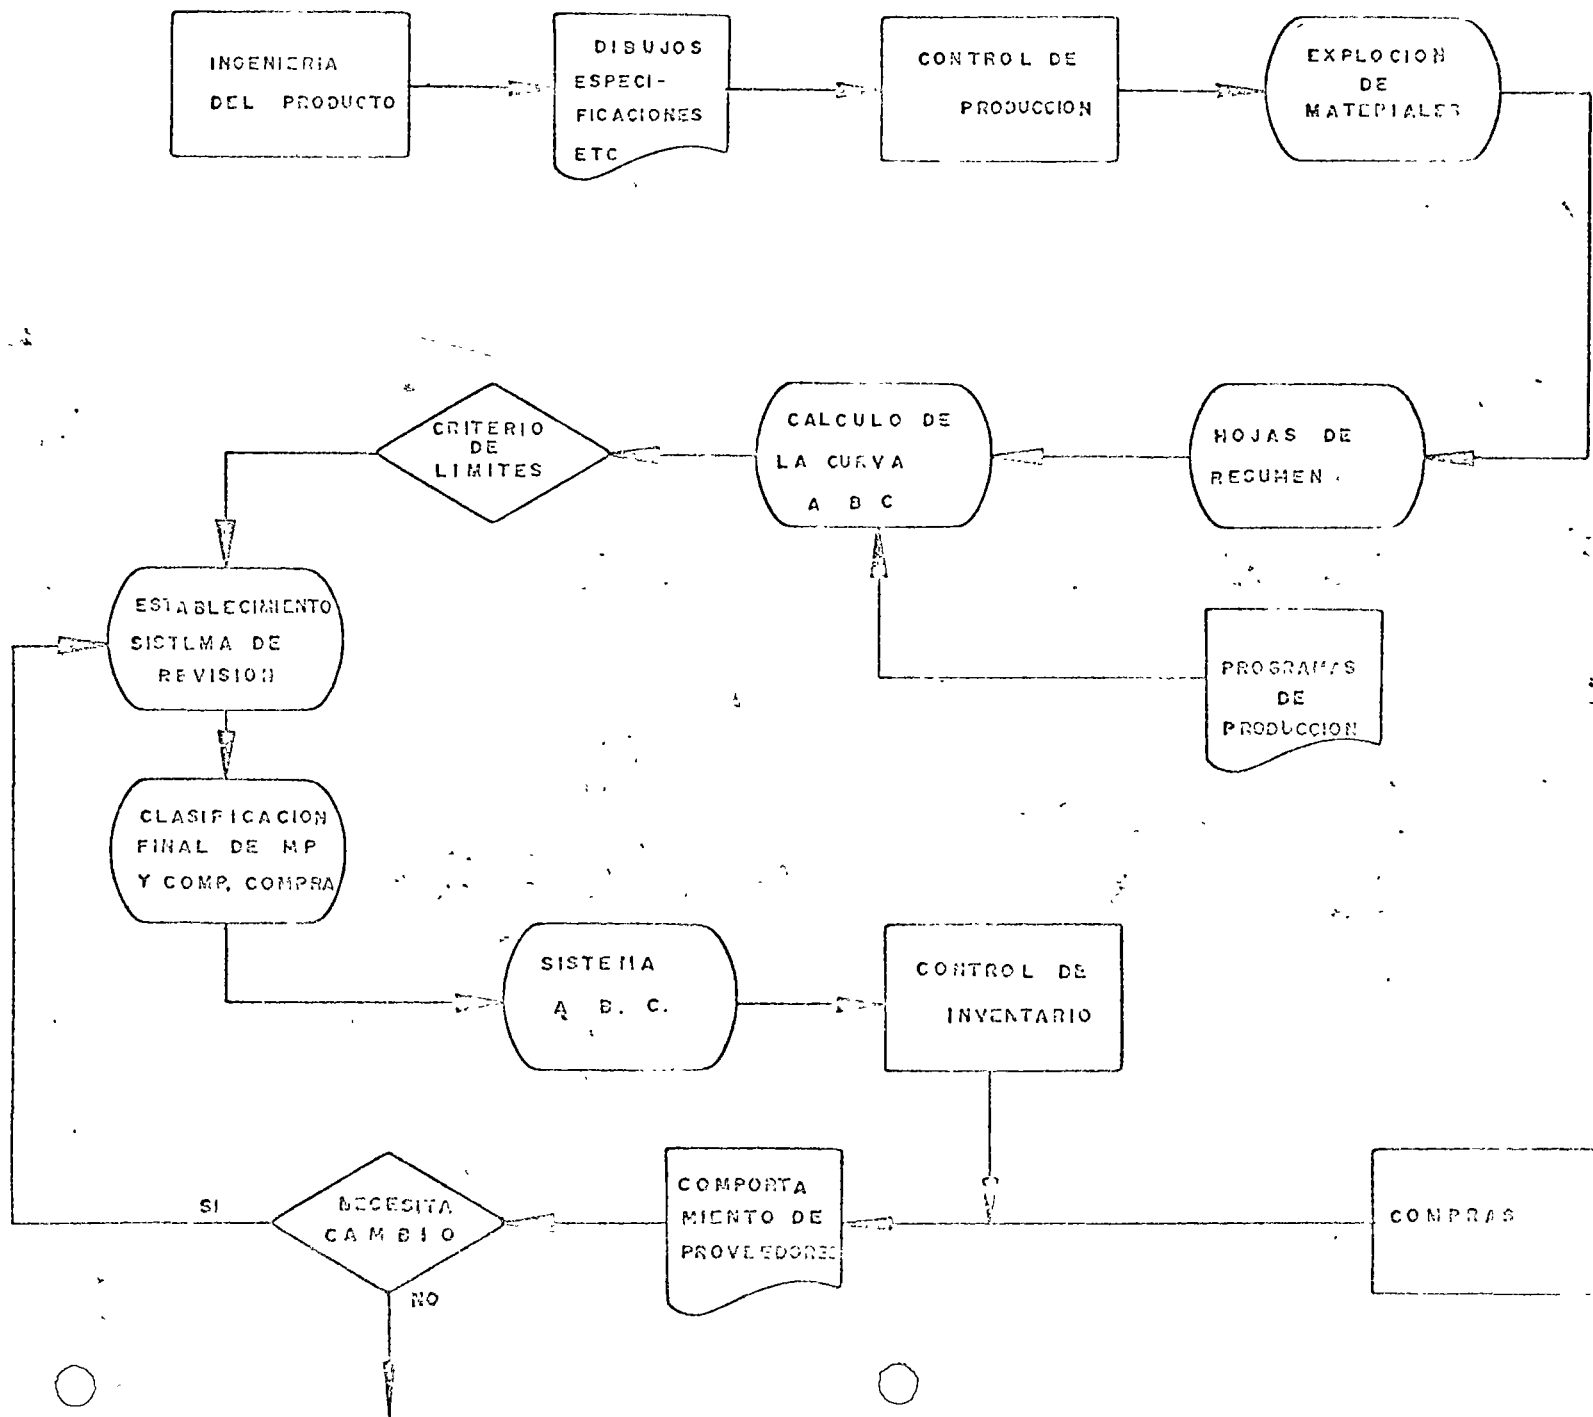 INGENIERIA
DEL PRODUCTO
DIBUJOS
ESPECI-
FICACIONES
ETC
CONTROL DE
PRODUCCION
EXPLOCION
DE
MATERIALES
CRITERIO
DE
LIMITES
CALCULO DE
LA CURVA
A B C
HOJAS DE
RESUMEN
ESTABLECIMIENTO
SISTEMA DE
REVISION
PROGRAMAS
DE
PRODUCCION
CLASIFICACION
FINAL DE MP
Y COMP. COMPRA
SISTEMA
A B. C.
CONTROL DE
INVENTARIO
SI
NECESITA
CAMBIO
NO
COMPORTA
MIENTO DE
PROVEEDORES
COMPRAS